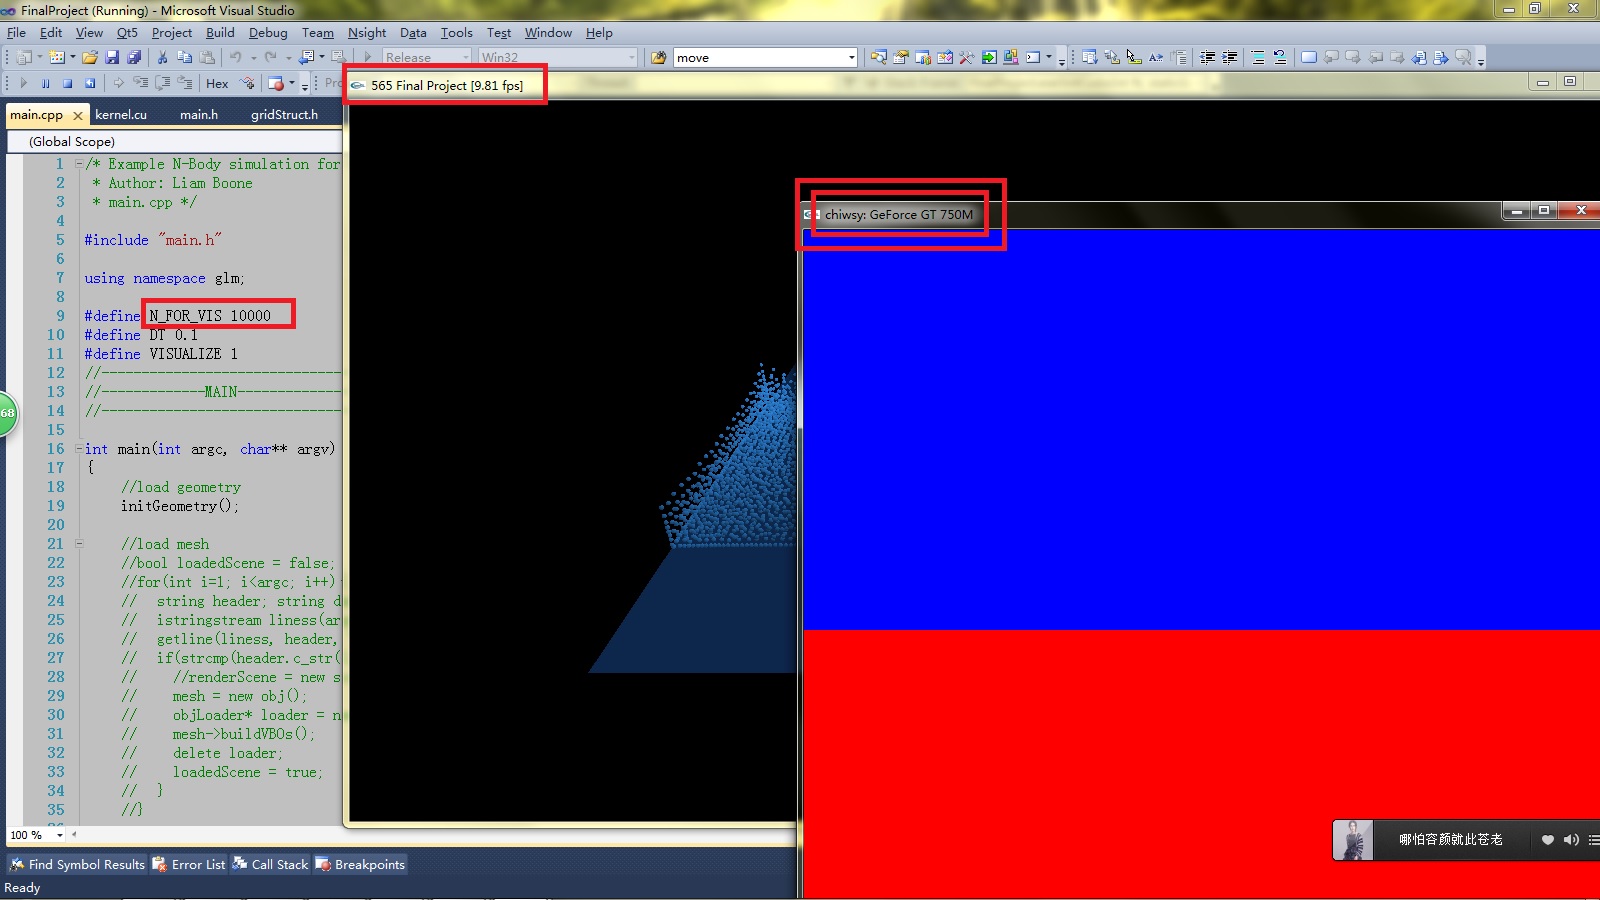 FinalProject (Running) - Microsoft Visual Studio
File Edit View Qt5 Project Build Debug Team Nsight Data Tools Test Window Help
Release Win32 move
Hex
565 Final Project [9.81 fps]
main.cpp kernel.cu main.h gridStruct.h
(Global Scope)
1 /* Example N-Body simulation for
2 * Author: Liam Boone
3 * main.cpp */
4
5 #include "main.h"
6
7 using namespace glm;
8
9 #define N_FOR_VIS 10000
10 #define DT 0.1
11 #define VISUALIZE 1
12 //------------------------------
13 //-------------MAIN-------------
14 //------------------------------
15
16 int main(int argc, char** argv)
17 {
18 //load geometry
19 initGeometry();
20
21 //load mesh
22 //bool loadedScene = false;
23 //for(int i=1; i<argc; i++)
24 // string header; string d
25 // istringstream liness(ar
26 // getline(liness, header,
27 // if(strcmp(header.c_str(
28 // //renderScene = new s
29 // mesh = new obj();
30 // objLoader* loader = n
31 // mesh->buildVBOs();
32 // delete loader;
33 // loadedScene = true;
34 // }
35 //}
68
chiwsy: GeForce GT 750M
哪怕容颜就此苍老
100 %
Find Symbol Results Error List Call Stack Breakpoints
Ready